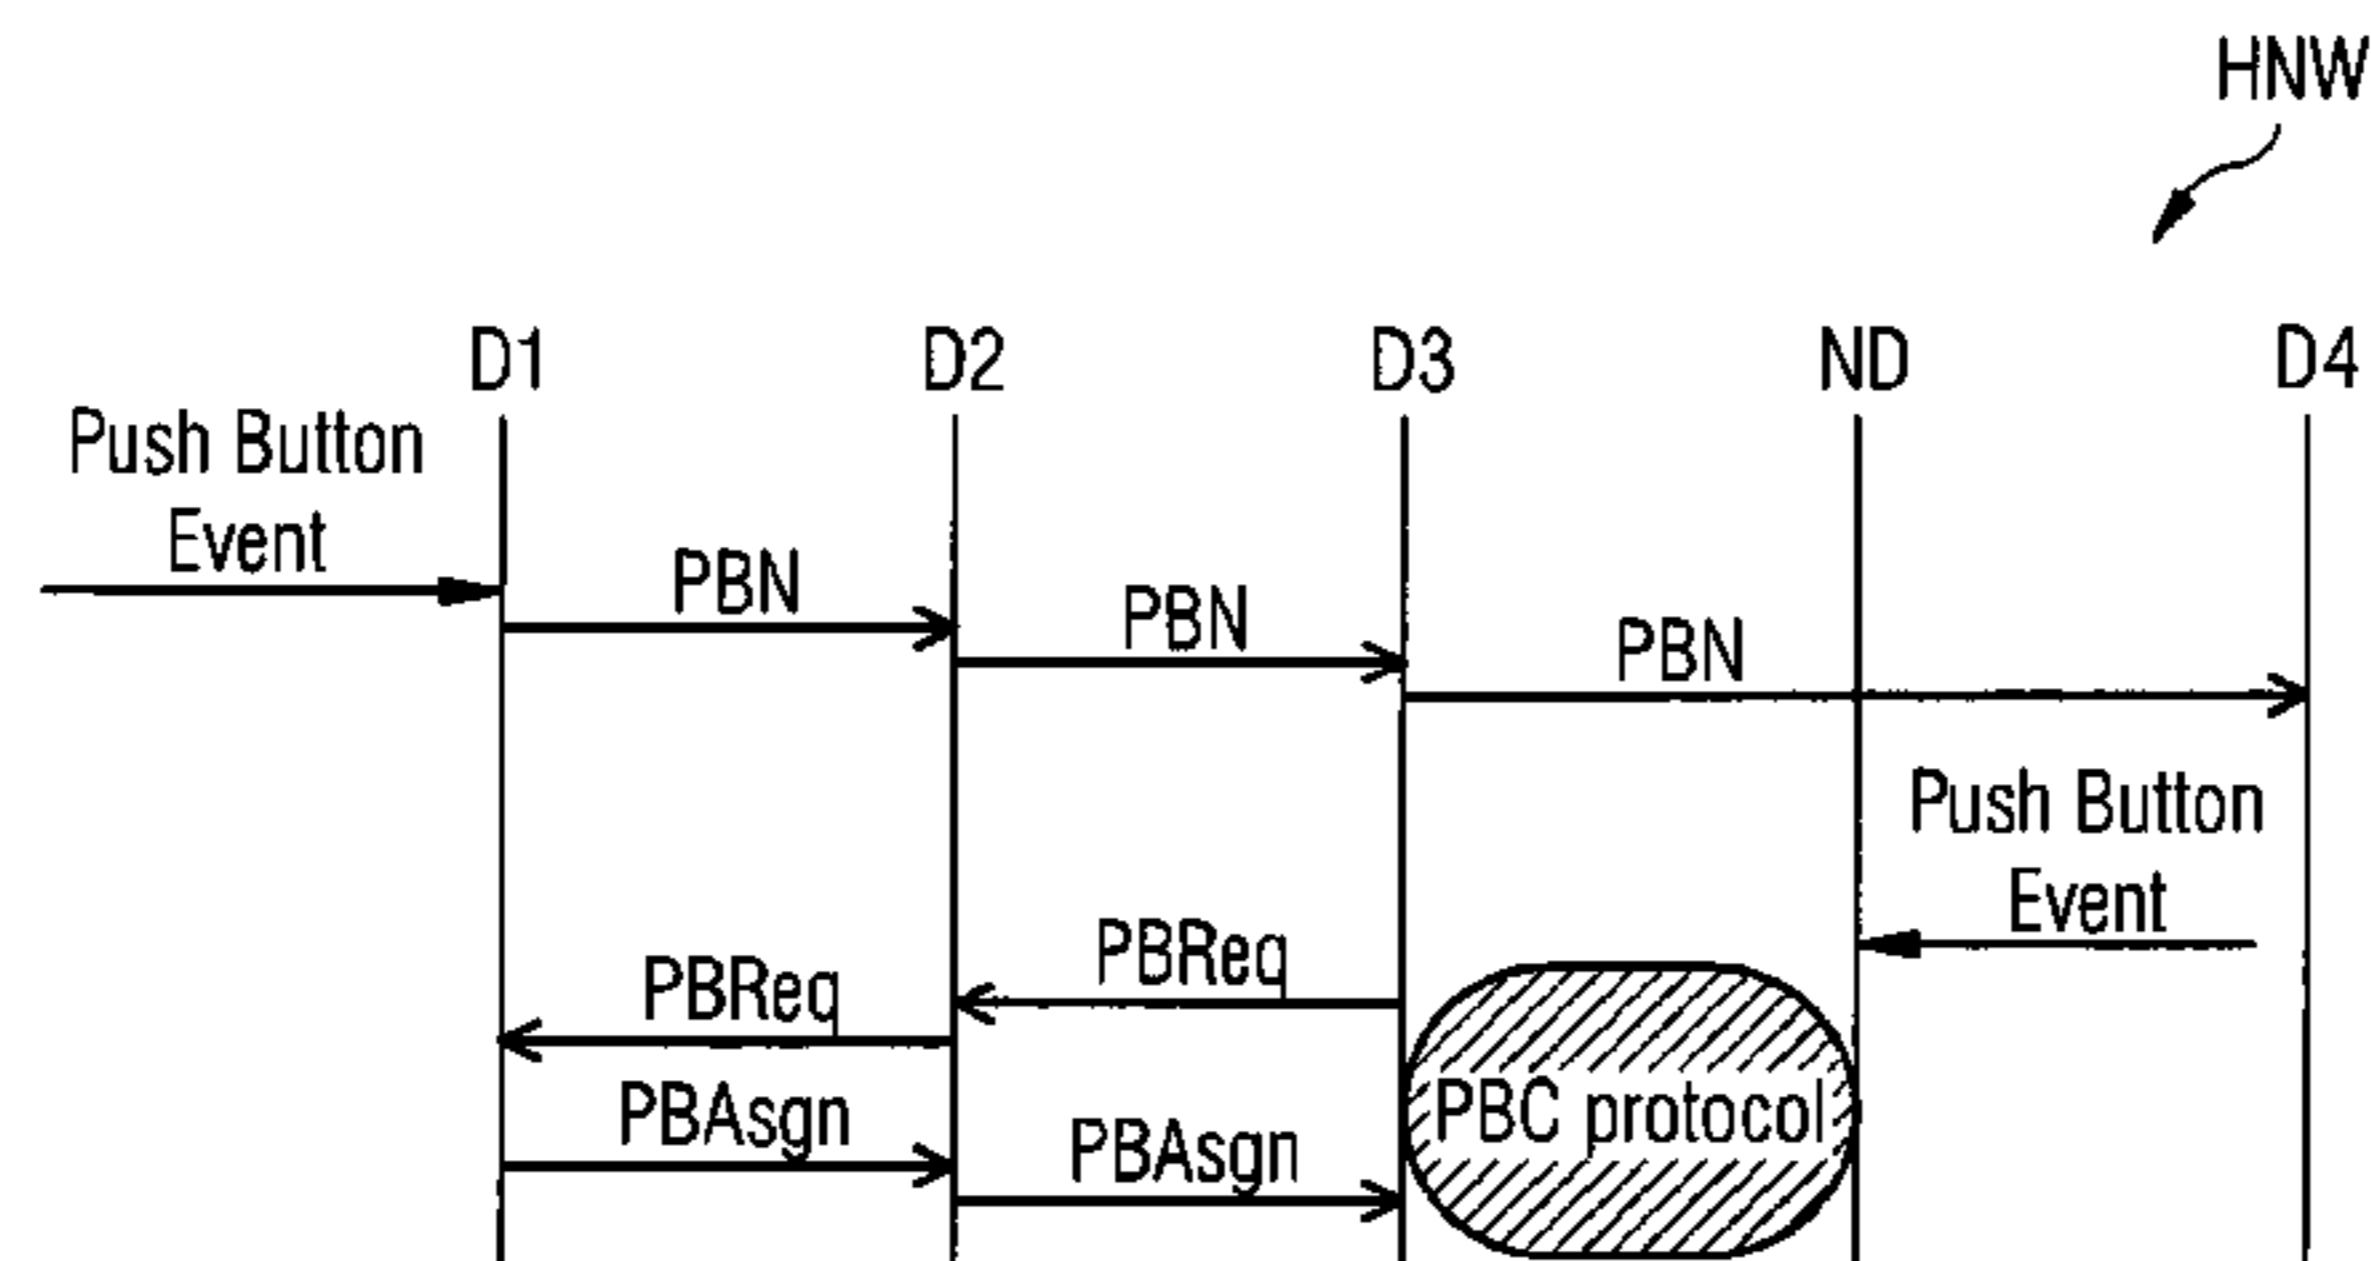 HNW
D1
D2
D3
ND
D4
Push Button
Event
PBN
PBN
PBN
Push Button
Event
PBReq
PBReq
PBAsgn
PBAsgn
PBC protocol